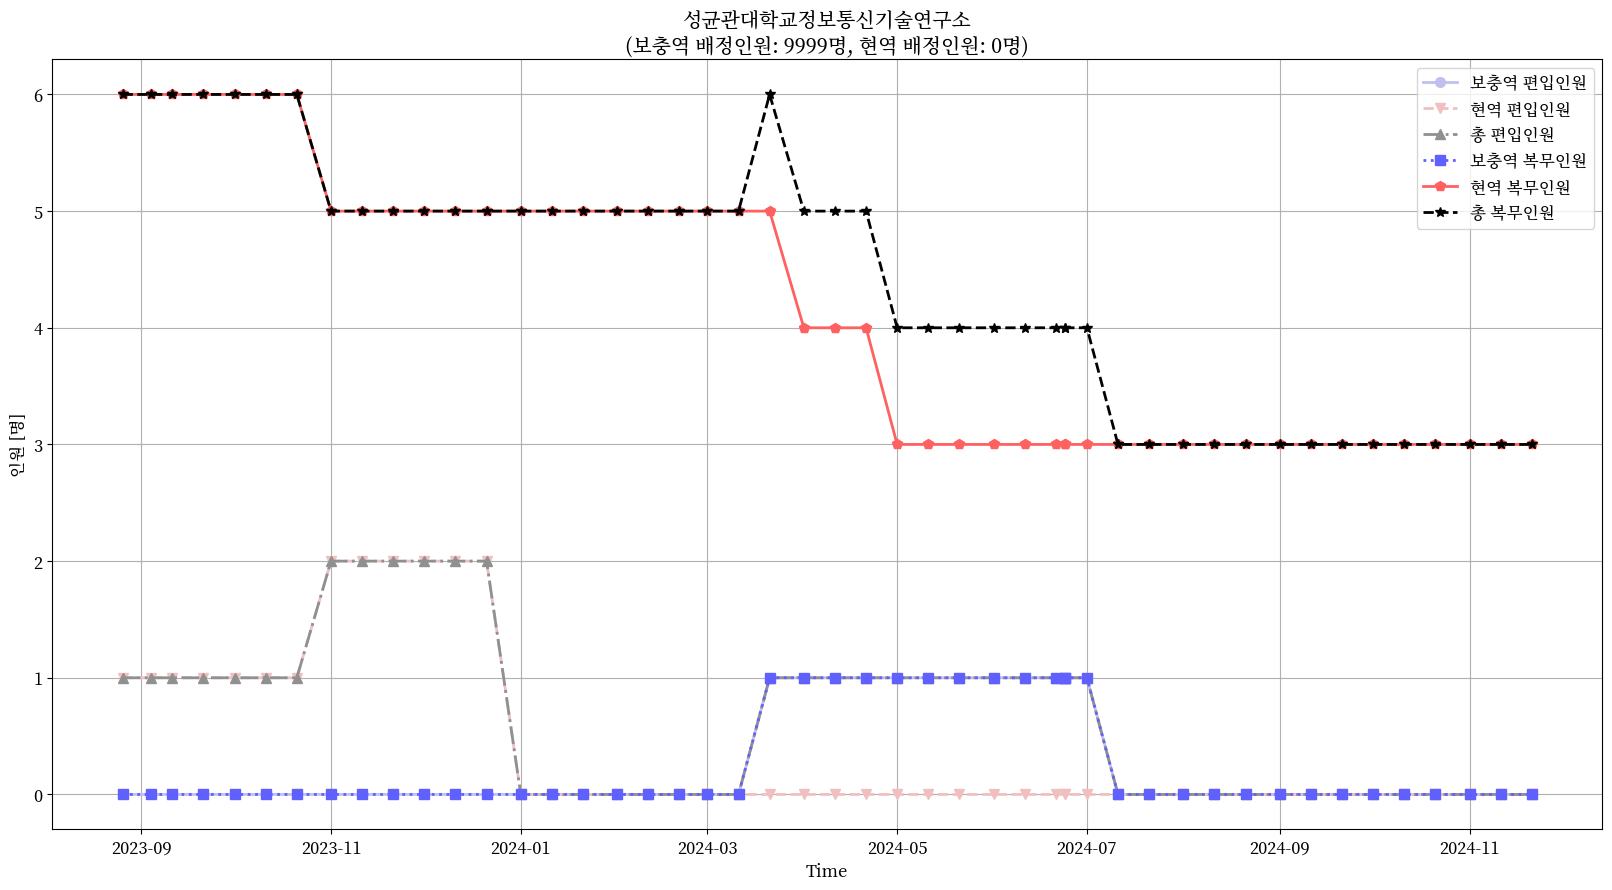 성균관대학교정보통신기술연구소
(보충역 배정인원: 9999명, 현역 배정인원: 0명)
보충역 편입인원
현역 편입인원
총 편입인원
보충역 복무인원
현역 복무인원
총 복무인원
인원 [명]
6
5
4
3
2
1
0
2023-09
2023-11
2024-01
2024-03
2024-05
2024-07
2024-09
2024-11
Time